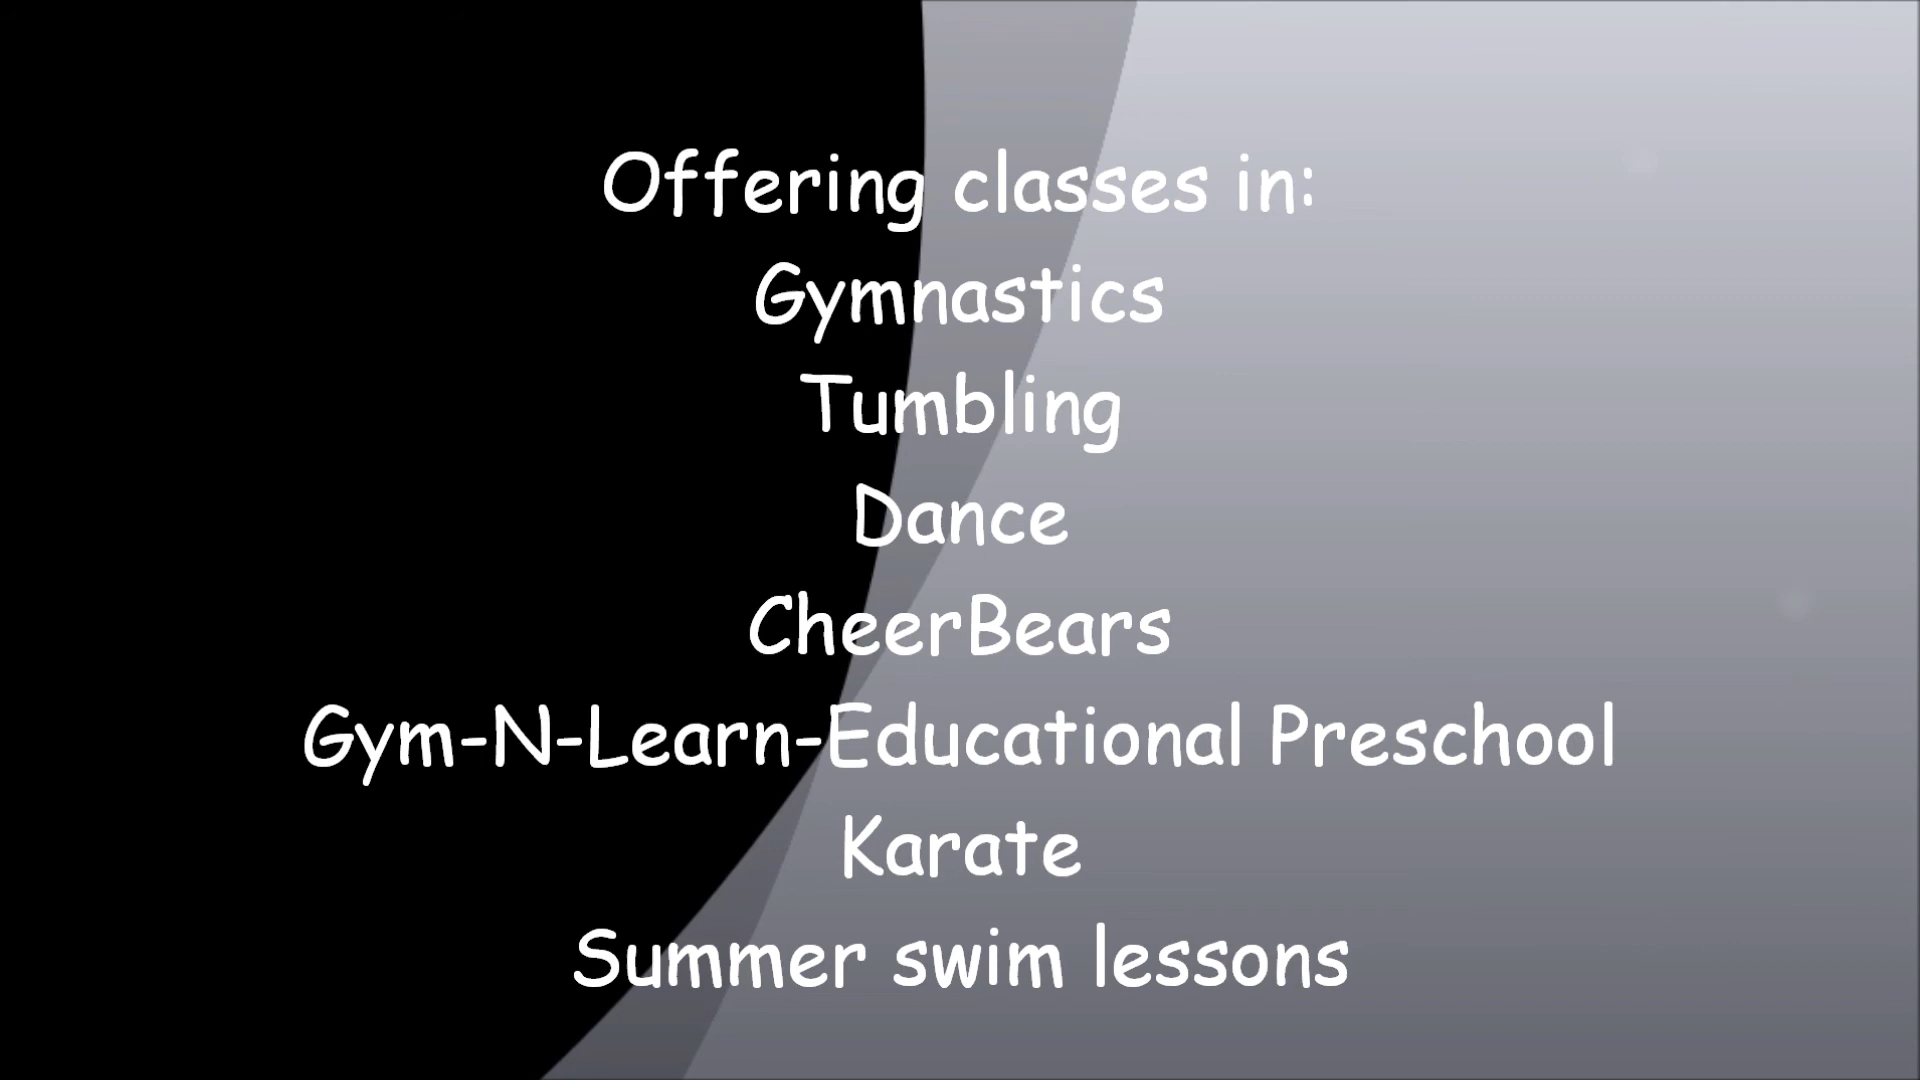 Offering classes in:
Gymnastics
Tumbling
Dance
CheerBears
Gym-N-Learn-Educational Preschool
Karate
Summer swim lessons